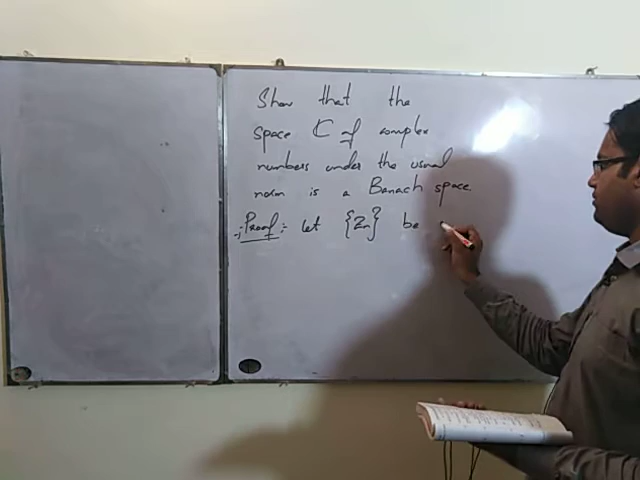 Show that the
space ℂ of complex
numbers under the usual
norm is a Banach space
Proof:- Let {Zn} be